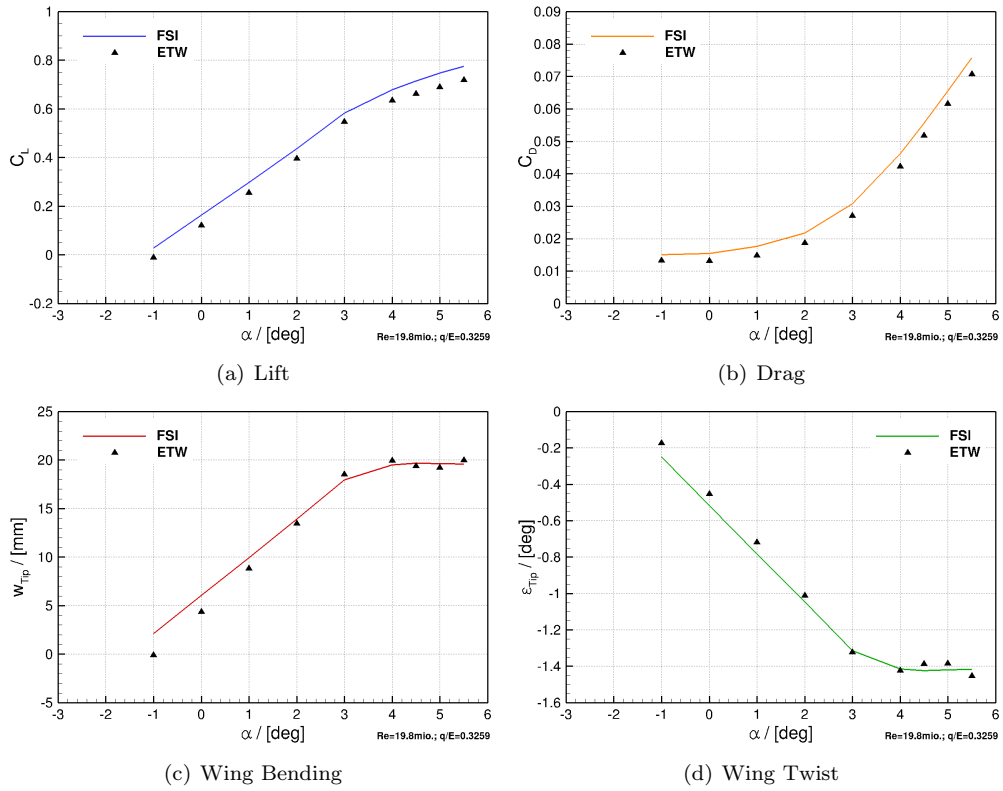 1
0.8
0.6
0.4
0.2
0
-0.2
C_L
FSI
ETW
-3 -2 -1 0 1 2 3 4 5 6
α / [deg]
Re=19.8mio.; q/E=0.3259
(a) Lift
0.09
0.08
0.07
0.06
0.05
0.04
0.03
0.02
0.01
0
C_D
FSI
ETW
-3 -2 -1 0 1 2 3 4 5 6
α / [deg]
Re=19.8mio.; q/E=0.3259
(b) Drag
25
20
15
10
5
0
-5
w_Tip / [mm]
FSI
ETW
-3 -2 -1 0 1 2 3 4 5 6
α / [deg]
Re=19.8mio.; q/E=0.3259
(c) Wing Bending
0
-0.2
-0.4
-0.6
-0.8
-1
-1.2
-1.4
-1.6
ε_Tip / [deg]
FSI
ETW
-3 -2 -1 0 1 2 3 4 5 6
α / [deg]
Re=19.8mio.; q/E=0.3259
(d) Wing Twist